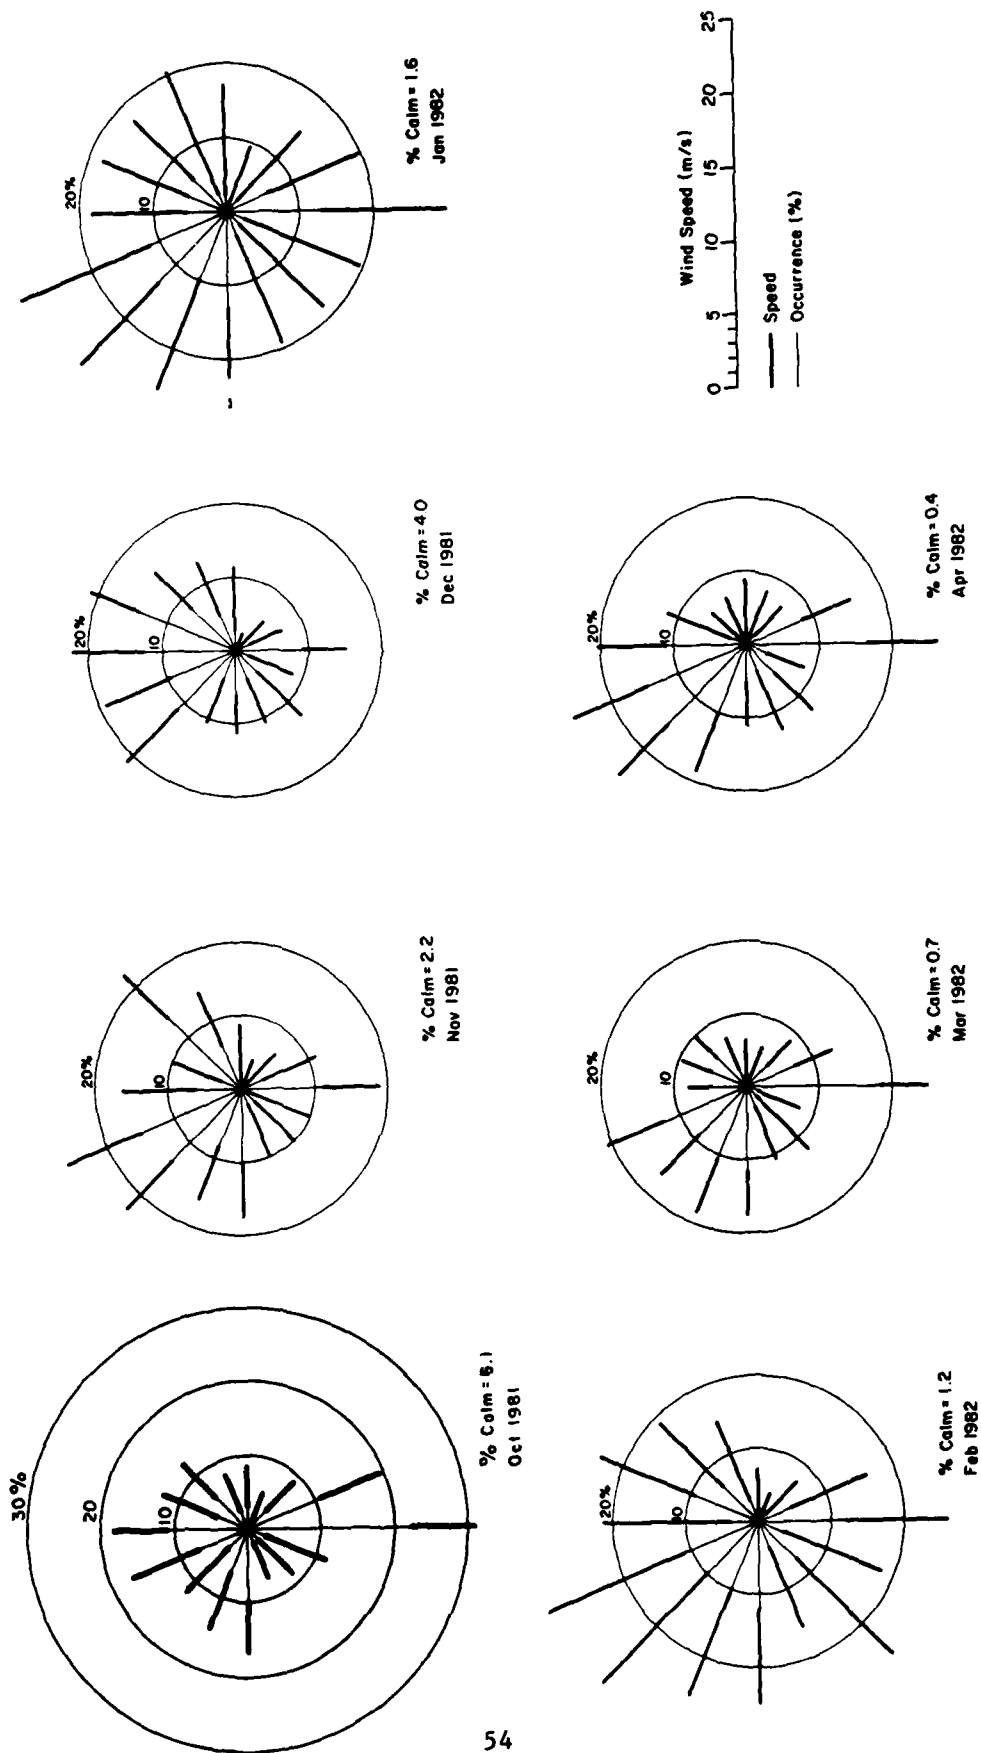 30%
20
10
% Calm =
Oct 1981
20%
10
% Calm = 2.2
Nov 1981
20%
10
% Calm = 4.0
Dec 1981
20%
10
% Calm = 1.6
Jan 1982
20%
10
% Calm = 1.2
Feb 1982
20%
10
% Calm = 0.7
Mar 1982
20%
10
% Calm = 0.4
Apr 1982
Wind Speed (m/s)
0 5 10 15 20 25
Speed
Occurrence (%)
54